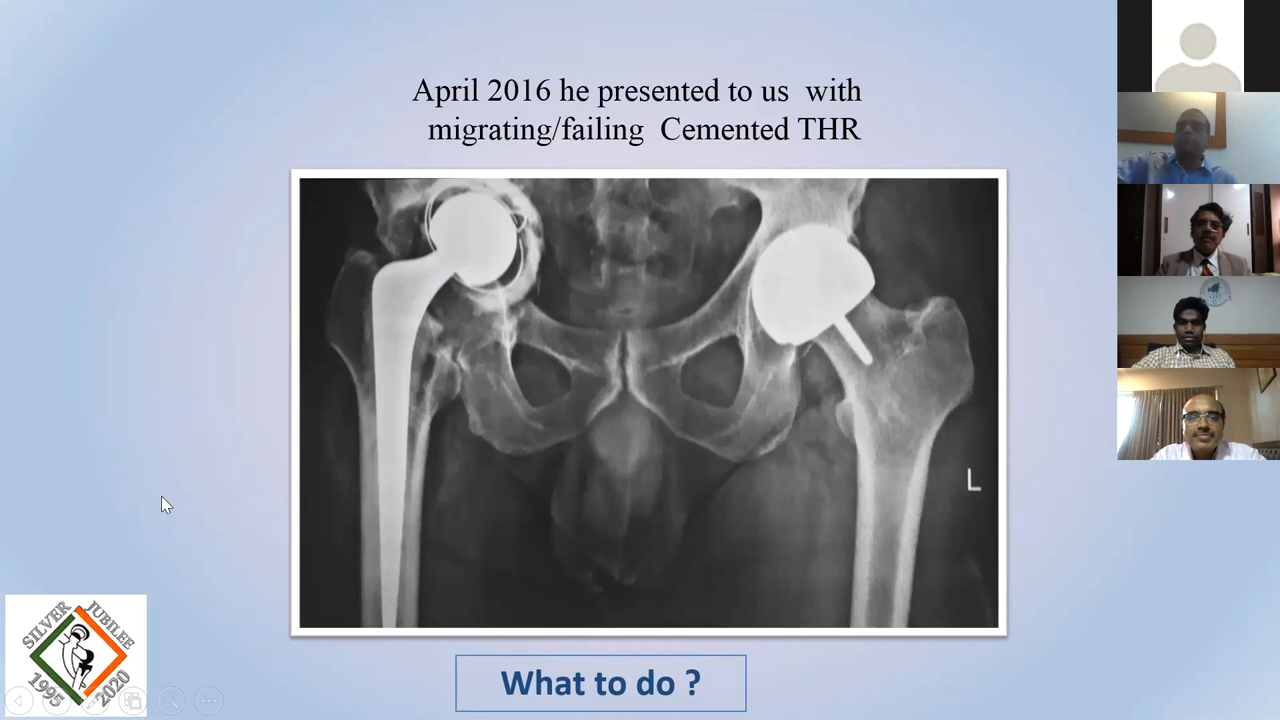 April 2016 he presented to us with
migrating/failing Cemented THR
L
What to do ?
SILVER JUBILEE
1995 2020